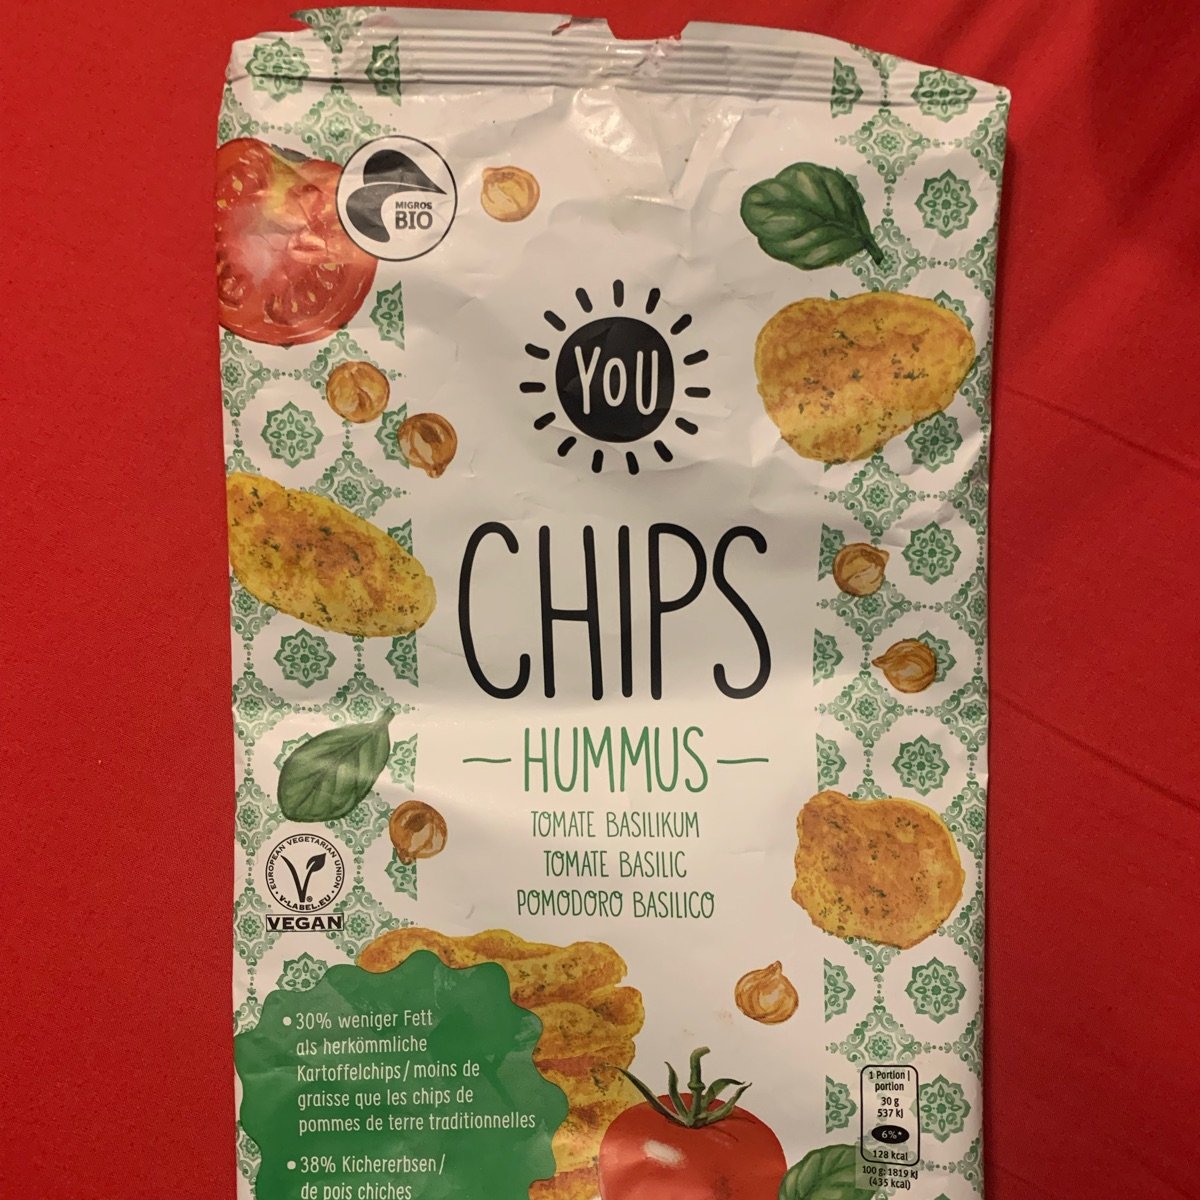 MIGROS
BIO
YOU
CHIPS
HUMMUS
TOMATE BASILIKUM
TOMATE BASILIC
POMODORO BASILICO
EUROPEAN VEGETARIAN UNION
V-LABEL.EU
VEGAN
• 30% weniger Fett
als herkömmliche
Kartoffelchips / moins de
graisse que les chips de
pommes de terre traditionnelles
• 38% Kichererbsen /
de pois chiches
1 Portion |
portion
30 g
537 kJ
6%*
128 kcal
100 g: 1819 kJ
(435 kcal)